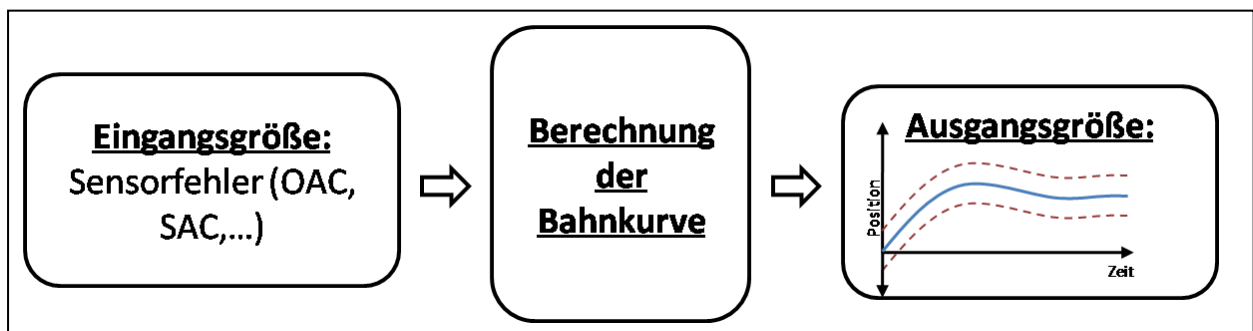 Eingangsgröße:
Sensorfehler (OAC,
SAC,...)
Berechnung
der
Bahnkurve
Ausgangsgröße:
Position
Zeit